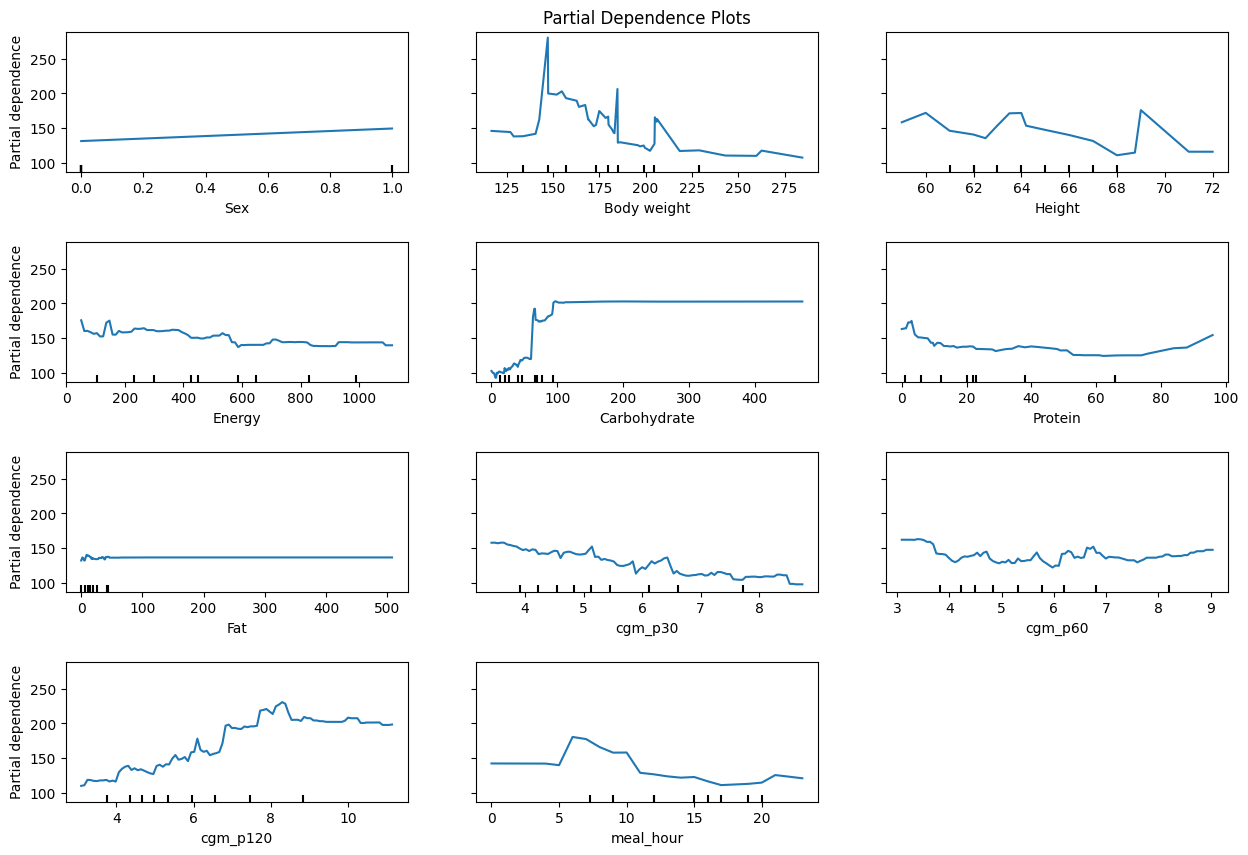 Partial Dependence Plots
Partial dependence
250
200
150
100
0.0 0.2 0.4 0.6 0.8 1.0
Sex
125 150 175 200 225 250 275
Body weight
60 62 64 66 68 70 72
Height
Partial dependence
250
200
150
100
0 200 400 600 800 1000
Energy
0 100 200 300 400
Carbohydrate
0 20 40 60 80 100
Protein
Partial dependence
250
200
150
100
0 100 200 300 400 500
Fat
4 5 6 7 8
cgm_p30
3 4 5 6 7 8 9
cgm_p60
Partial dependence
250
200
150
100
4 6 8 10
cgm_p120
0 5 10 15 20
meal_hour